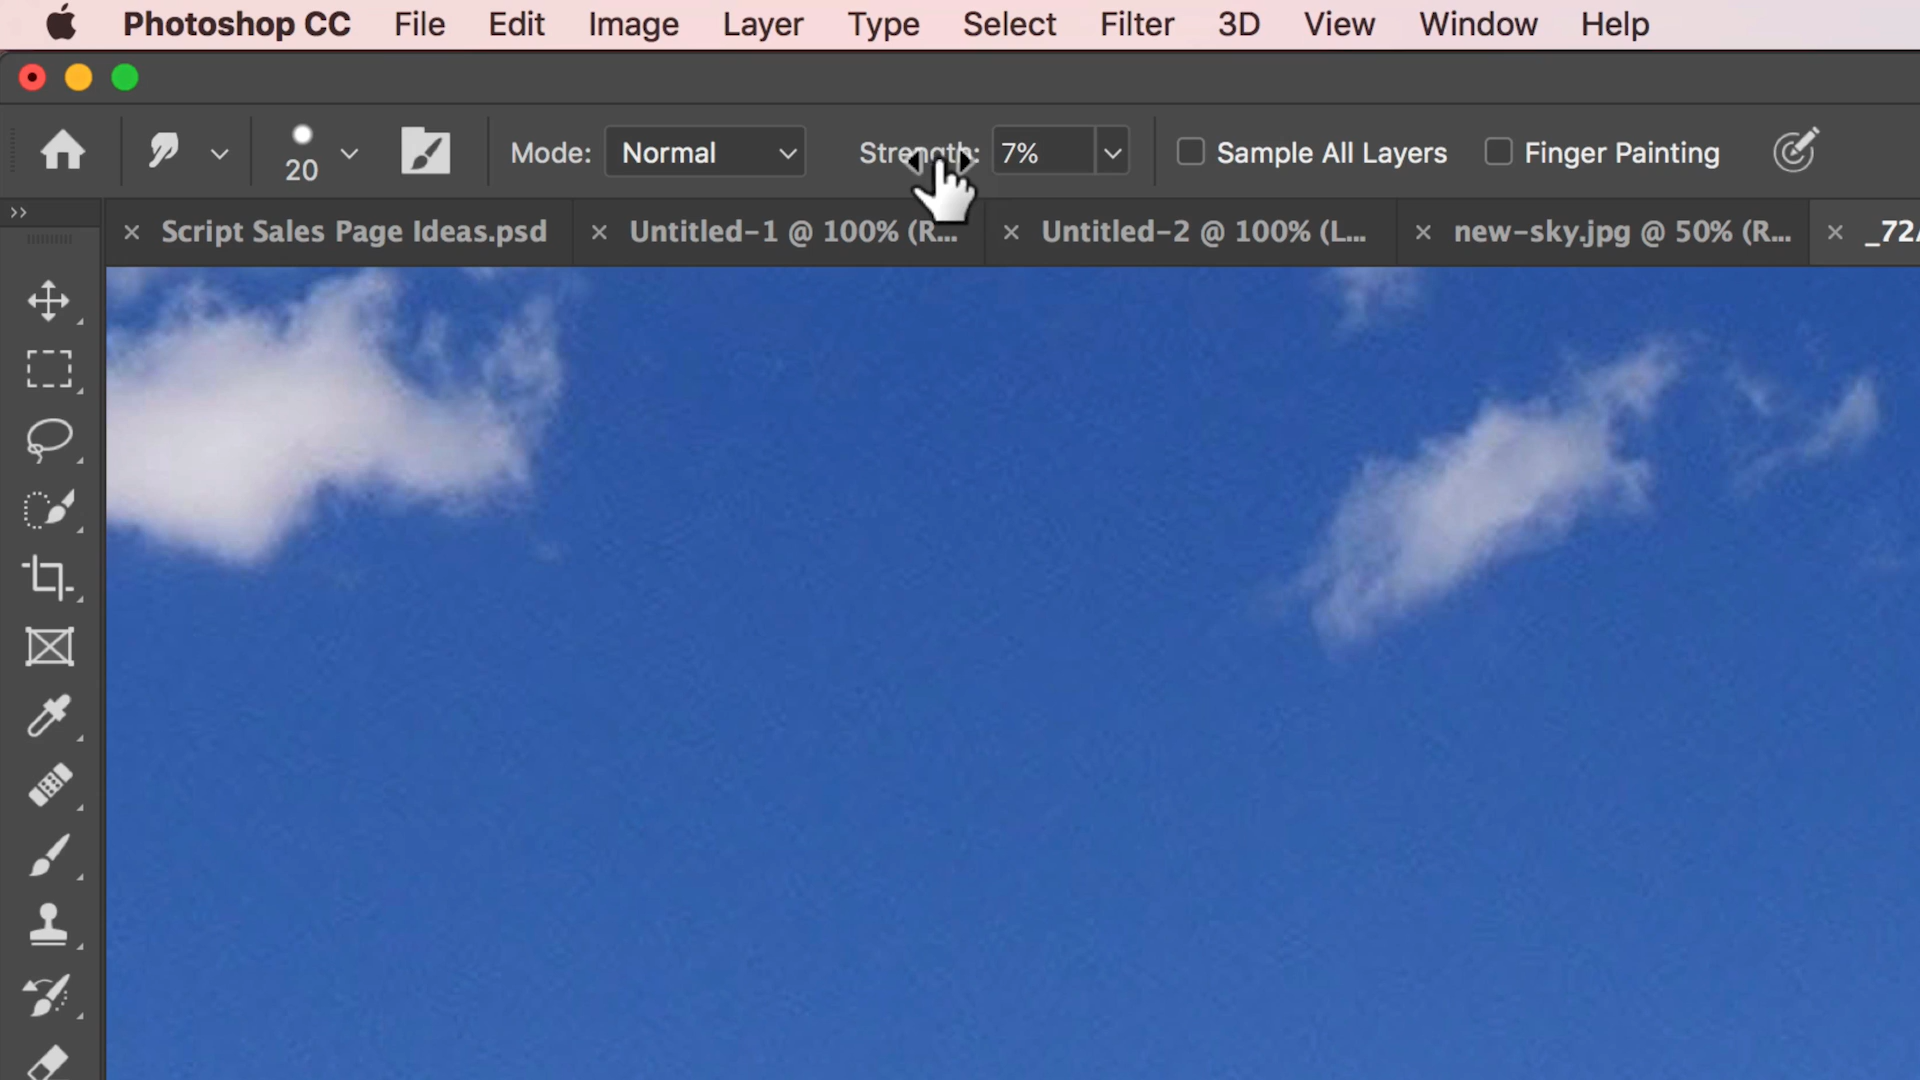 Photoshop CC File Edit Image Layer Type Select Filter 3D View Window Help
20 Mode: Normal Strength: 7% Sample All Layers Finger Painting
Script Sales Page Ideas.psd Untitled-1 @ 100% (R... Untitled-2 @ 100% (L... new-sky.jpg @ 50% (R... _72